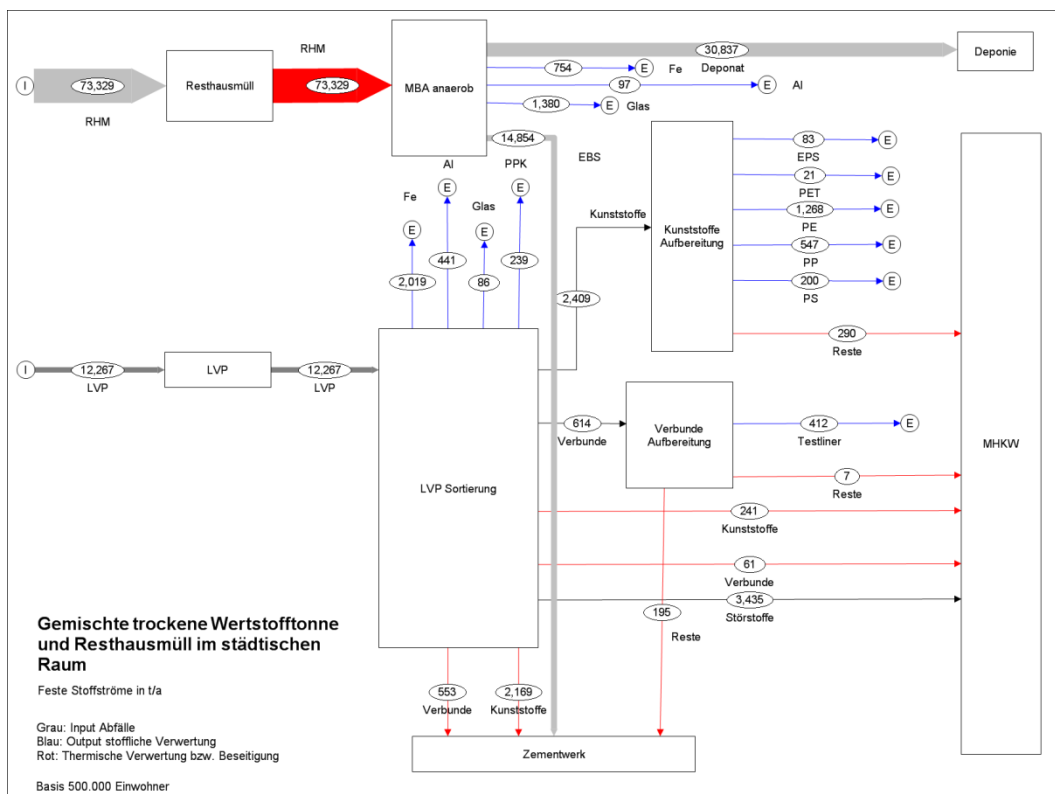 30,837
Deponat
Deponie
RHM
I
73,329
RHM
Resthausmüll
73,329
MBA anaerob
754
E
Fe
97
E
Al
1,380
E
Glas
14,854
EBS
Al
PPK
Fe
Glas
E
E
E
E
2,019
441
86
239
Kunststoffe
2,409
Kunststoffe
Aufbereitung
83
E
EPS
21
E
PET
1,268
E
PE
547
E
PP
200
E
PS
290
Reste
MHKW
I
12,267
LVP
LVP
12,267
LVP
LVP Sortierung
614
Verbunde
Verbunde
Aufbereitung
412
E
Testliner
7
Reste
241
Kunststoffe
61
Verbunde
3,435
Störstoffe
195
Reste
553
Verbunde
2,169
Kunststoffe
Zementwerk
Gemischte trockene Wertstofftonne
und Resthausmüll im städtischen
Raum
Feste Stoffströme in t/a
Grau: Input Abfälle
Blau: Output stoffliche Verwertung
Rot: Thermische Verwertung bzw. Beseitigung
Basis 500.000 Einwohner